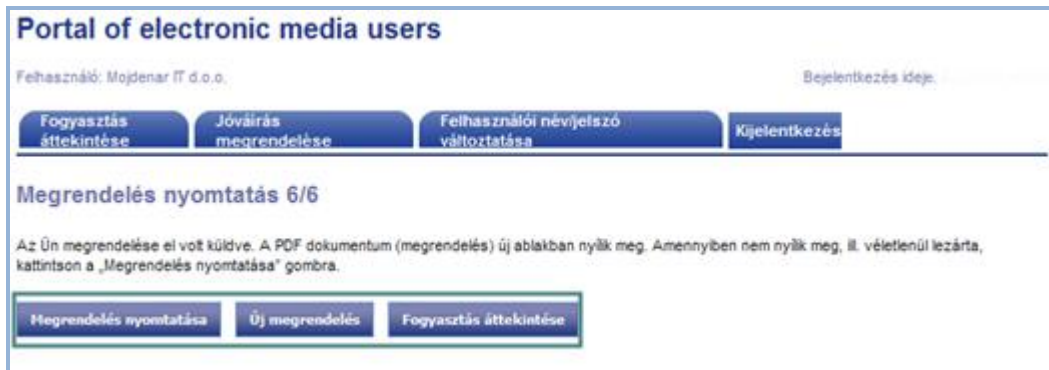 Portal of electronic media users
Felhasználó: Mojdenar IT d.o.o. Bejelentkezés ideje:
Fogyasztás áttekintése
Jóváírás megrendelèse
Felhasználói név/jelszó változtatása
Kijelentkezés
Megrendelés nyomtatás 6/6
Az Ün megrendelése el volt küldve. A PDF dokumentum (megrendelés) új ablakban nyílik meg. Amennyiben nem nyílik meg, ill. véletlenül lezárta,
kattintson a „Megrendelés nyomtatása" gombra.
Megrendelés nyomtatása Új megrendelés Fogyasztás áttekintése